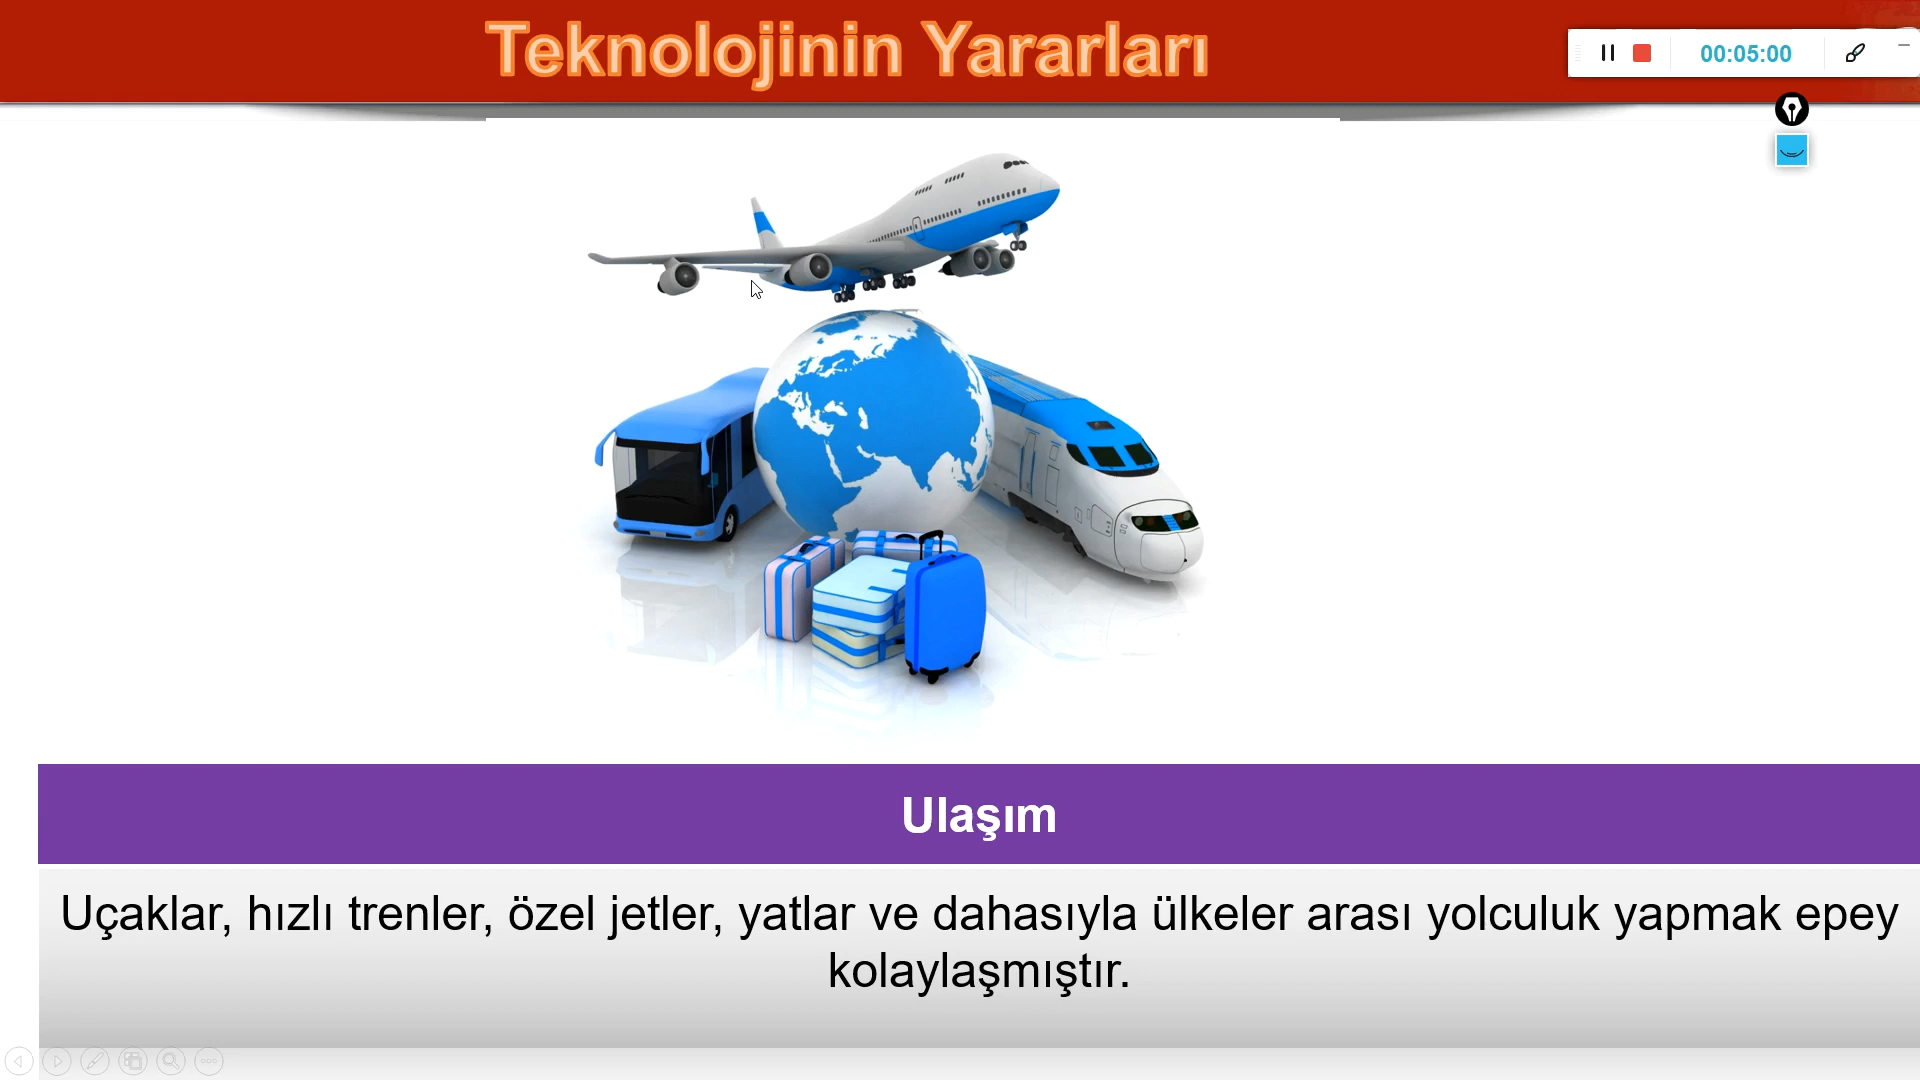 Teknolojinin Yararları
00:05:00
Ulaşım
Uçaklar, hızlı trenler, özel jetler, yatlar ve dahasıyla ülkeler arası yolculuk yapmak epey
kolaylaşmıştır.